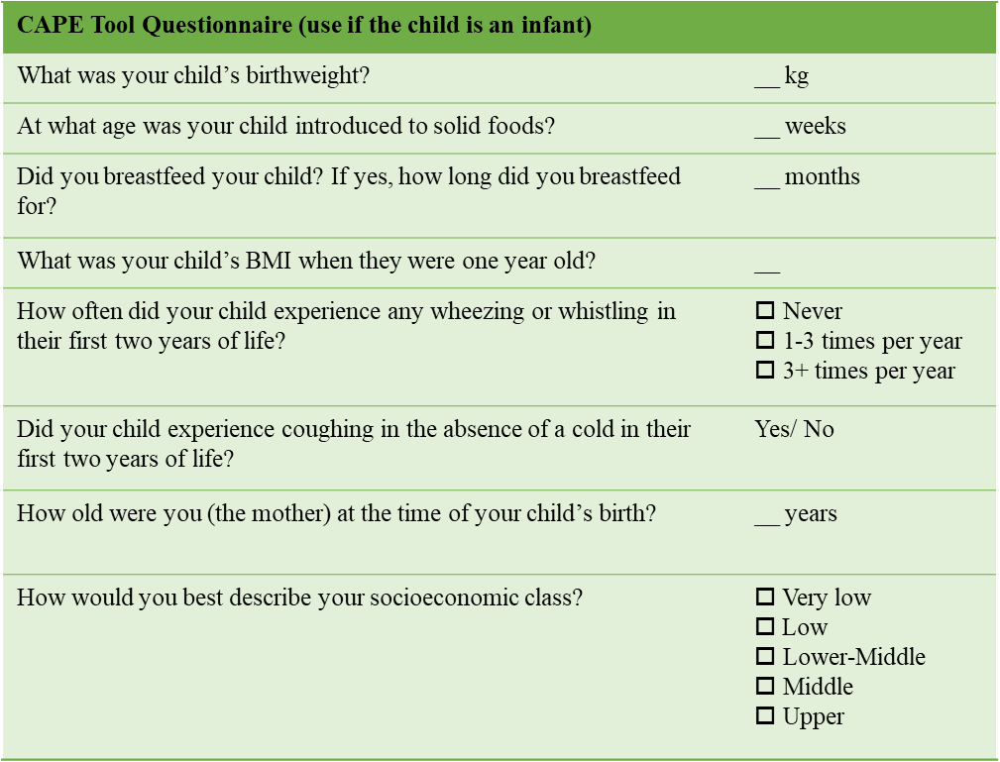 CAPE Tool Questionnaire (use if the child is an infant)
What was your child’s birthweight? __ kg
At what age was your child introduced to solid foods? __ weeks
Did you breastfeed your child? If yes, how long did you breastfeed __ months
for?
What was your child’s BMI when they were one year old? __
How often did your child experience any wheezing or whistling in
their first two years of life?
☐ Never
☐ 1-3 times per year
☐ 3+ times per year
Did your child experience coughing in the absence of a cold in their
first two years of life?
Yes/ No
How old were you (the mother) at the time of your child’s birth? __ years
How would you best describe your socioeconomic class?
☐ Very low
☐ Low
☐ Lower-Middle
☐ Middle
☐ Upper